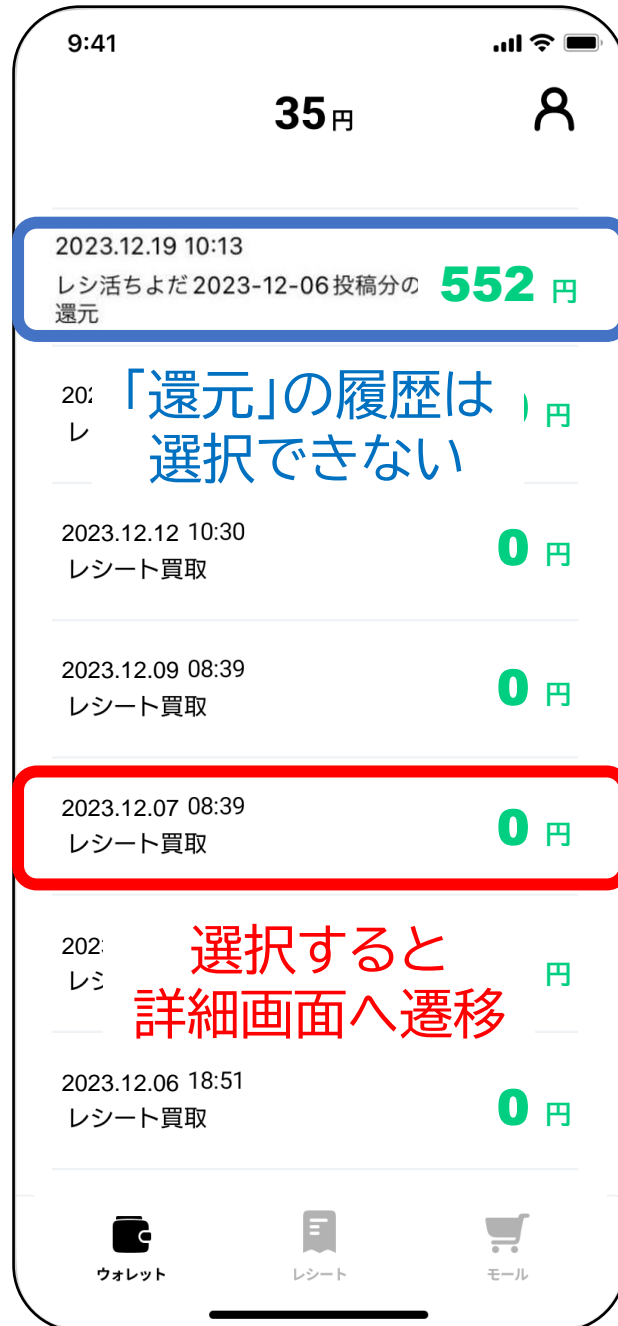 9:41
35円
2023.12.19 10:13
レシ活ちよだ2023-12-06投稿分の
還元
552 円
「還元」の履歴は
選択できない
円
2023.12.12 10:30
レシート買取
0 円
2023.12.09 08:39
レシート買取
0 円
2023.12.07 08:39
レシート買取
0 円
選択すると
詳細画面へ遷移
円
2023.12.06 18:51
レシート買取
0 円
ウォレット
レシート
モール